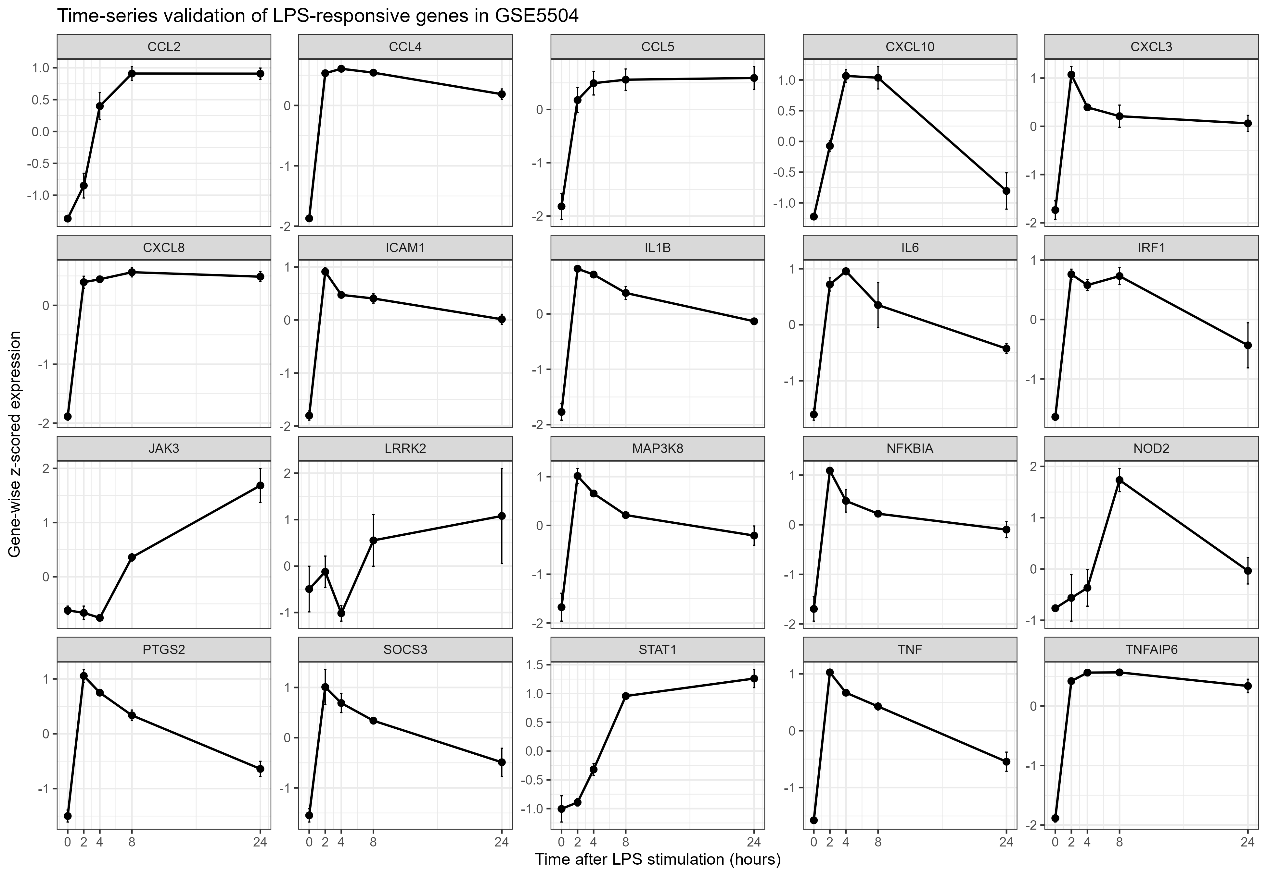 Time-series validation of LPS-responsive genes in GSE5504
CCL2
CCL4
CCL5
CXCL10
CXCL3
1.0
0.5
0.0
-0.5
-1.0
0
-1
-2
0
-1
-2
1.0
0.5
0.0
-0.5
-1.0
1
0
-1
-2
CXCL8
ICAM1
IL1B
IL6
IRF1
0
-1
-2
1
0
-1
-2
0
-1
-2
1
0
-1
1
0
-1
JAK3
LRRK2
MAP3K8
NFKBIA
NOD2
2
1
0
2
1
0
-1
1
0
-1
-2
1
0
-1
-2
2
1
0
-1
PTGS2
SOCS3
STAT1
TNF
TNFAIP6
1
0
-1
1
0
-1
1.5
1.0
0.5
0.0
-0.5
-1.0
1
0
-1
0
-1
-2
0 2 4 8 24
0 2 4 8 24
0 2 4 8 24
0 2 4 8 24
0 2 4 8 24
Time after LPS stimulation (hours)
Gene-wise z-scored expression